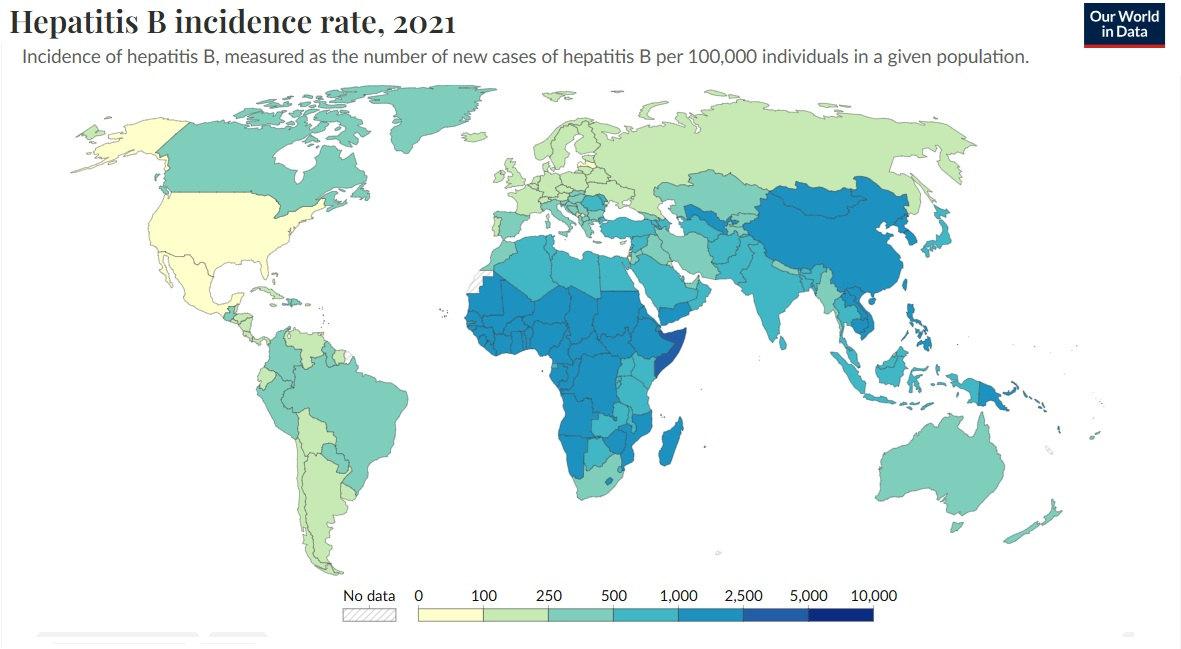 Hepatitis B incidence rate, 2021
Our World
in Data
Incidence of hepatitis B, measured as the number of new cases of hepatitis B per 100,000 individuals in a given population.
No data 0 100 250 500 1,000 2,500 5,000 10,000